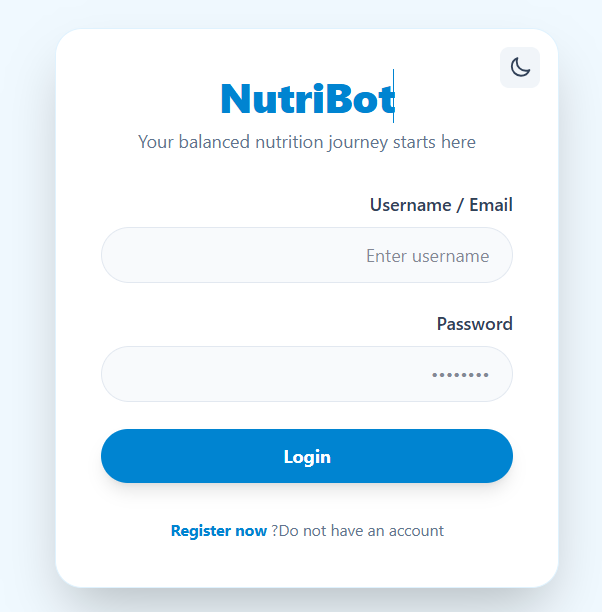 NutriBot
Your balanced nutrition journey starts here
Username / Email
Enter username
Password
••••••••
Login
Register now ?Do not have an account